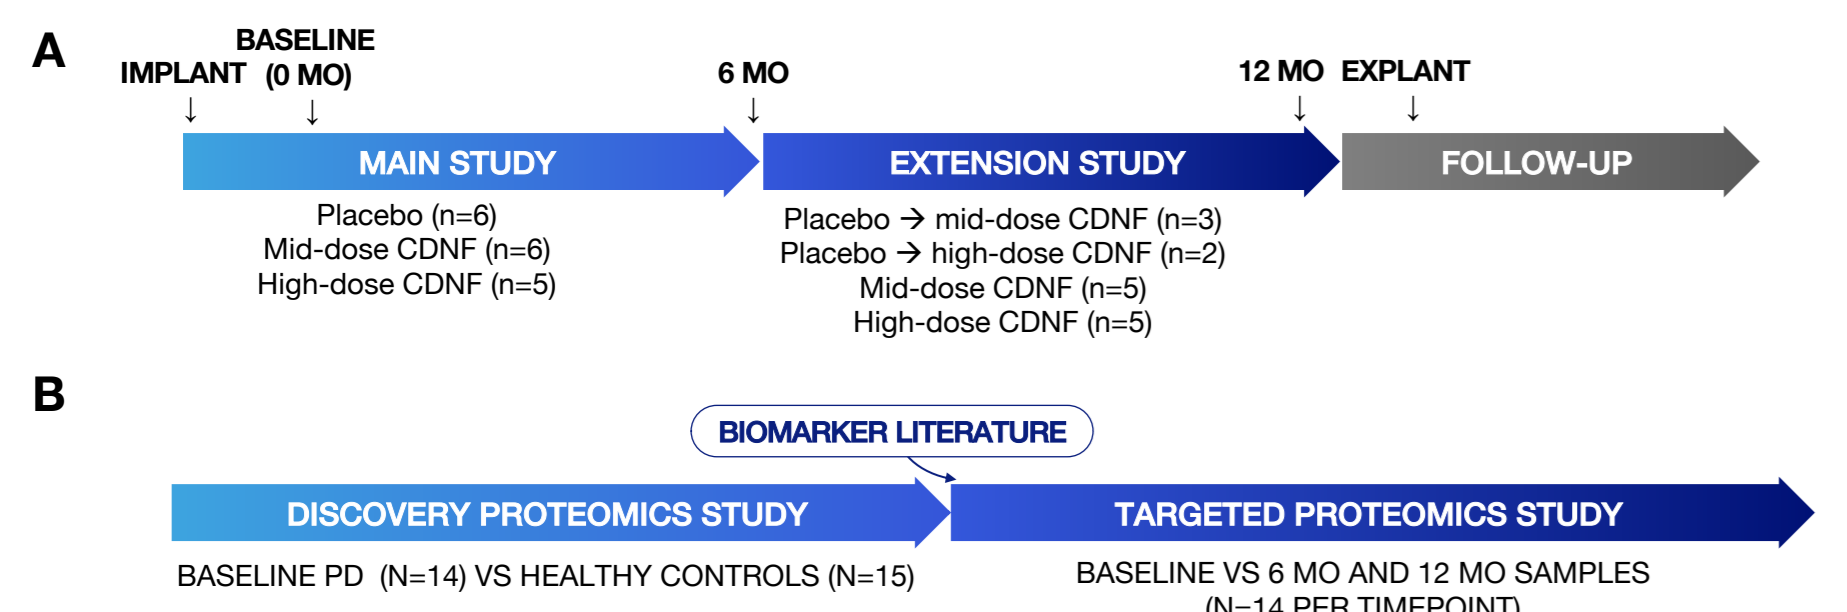 A
IMPLANT
BASELINE
(0 MO)
6 MO
12 MO
EXPLANT
MAIN STUDY
EXTENSION STUDY
FOLLOW-UP
Placebo (n=6)
Mid-dose CDNF (n=6)
High-dose CDNF (n=5)
Placebo → mid-dose CDNF (n=3)
Placebo → high-dose CDNF (n=2)
Mid-dose CDNF (n=5)
High-dose CDNF (n=5)
B
BIOMARKER LITERATURE
DISCOVERY PROTEOMICS STUDY
TARGETED PROTEOMICS STUDY
BASELINE PD (N=14) VS HEALTHY CONTROLS (N=15)
BASELINE VS 6 MO AND 12 MO SAMPLES
(N=14 PER TIMEPOINT)